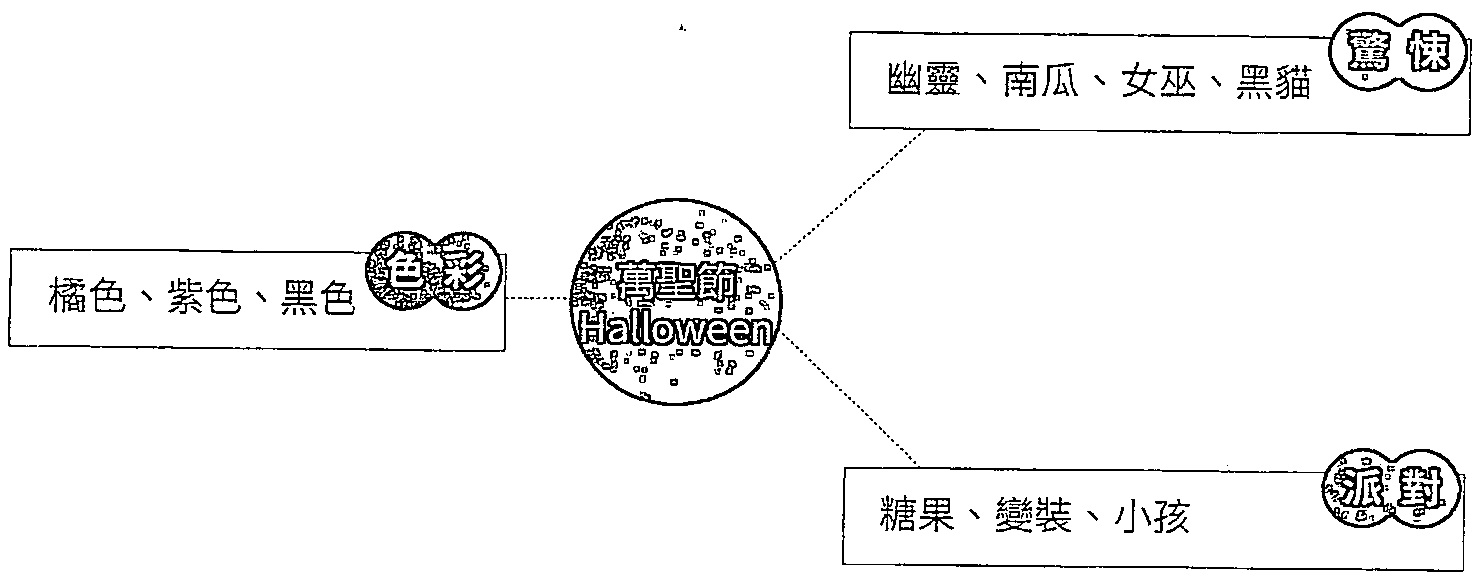 驚悚
幽靈、南瓜、女巫、黑貓
色彩
橘色、紫色、黑色
萬聖節
Halloween
派對
糖果、變裝、小孩